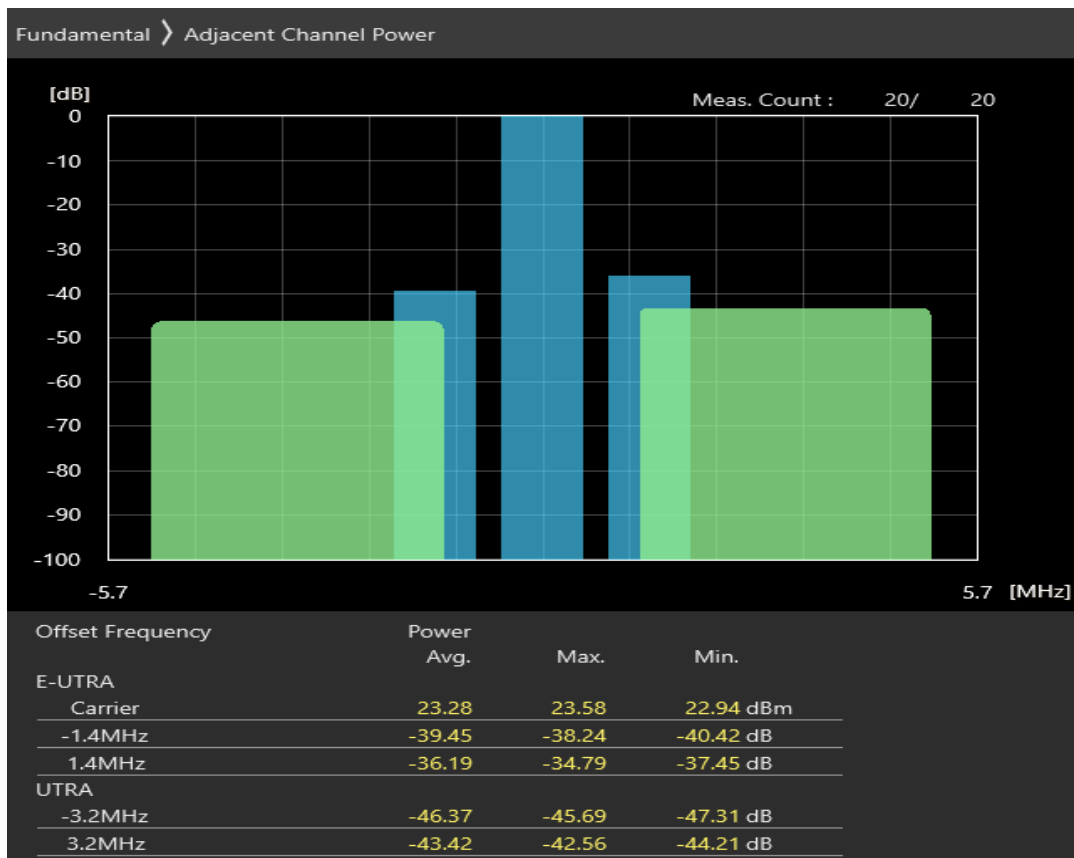 Fundamental 〉 Adjacent Channel Power
[dB]
Meas. Count : 20/ 20
0
-10
-20
-30
-40
-50
-60
-70
-80
-90
-100
-5.7 5.7 [MHz]
Offset Frequency Power
Avg. Max. Min.
E-UTRA
Carrier 23.28 23.58 22.94 dBm
-1.4MHz -39.45 -38.24 -40.42 dB
1.4MHz -36.19 -34.79 -37.45 dB
UTRA
-3.2MHz -46.37 -45.69 -47.31 dB
3.2MHz -43.42 -42.56 -44.21 dB